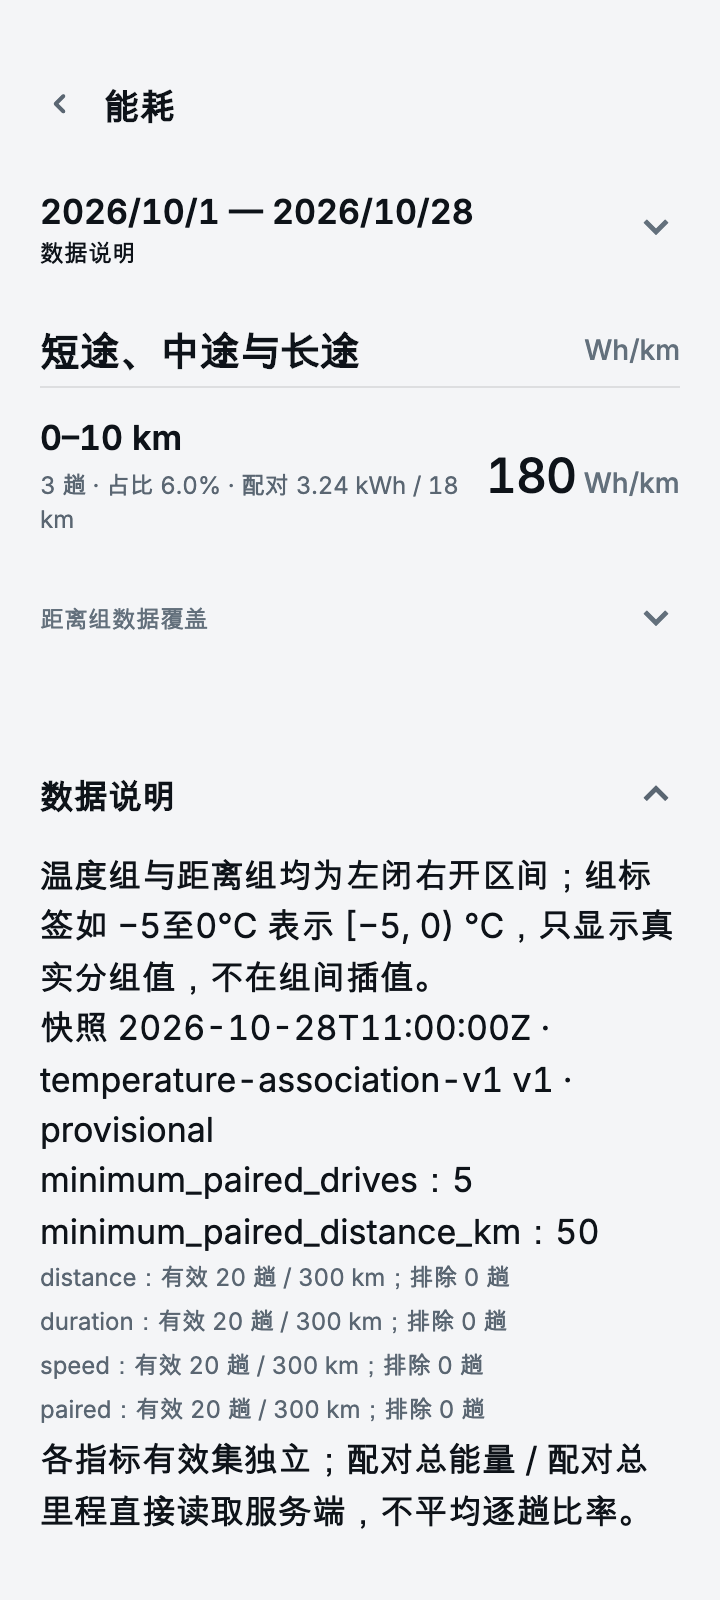 能耗
2026/10/1 — 2026/10/28
数据说明
短途、中途与长途
Wh/km
0–10 km
3 趟 · 占比 6.0% · 配对 3.24 kWh / 18
km
180 Wh/km
距离组数据覆盖
数据说明
温度组与距离组均为左闭右开区间；组标
签如 −5至0°C 表示 [−5, 0) °C，只显示真
实分组值，不在组间插值。
快照 2026-10-28T11:00:00Z ·
temperature-association-v1 v1 ·
provisional
minimum_paired_drives：5
minimum_paired_distance_km：50
distance：有效 20 趟 / 300 km；排除 0 趟
duration：有效 20 趟 / 300 km；排除 0 趟
speed：有效 20 趟 / 300 km；排除 0 趟
paired：有效 20 趟 / 300 km；排除 0 趟
各指标有效集独立；配对总能量 / 配对总
里程直接读取服务端，不平均逐趟比率。